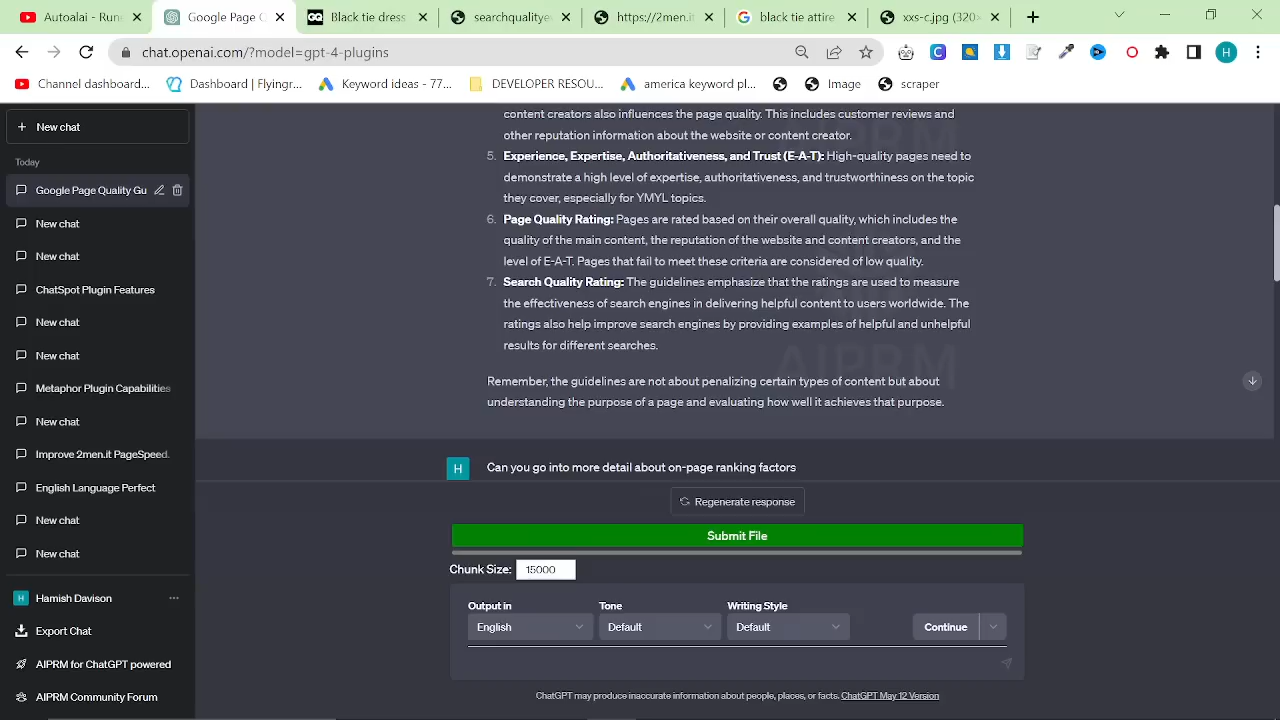 Autoalai - Run
Google Page C
Black tie dress
searchqualitye
https://2men.it
black tie attire
xxs-cj.jpg (320×
chat.openai.com/?model=gpt-4-plugins
H
Channel dashboard...
Dashboard | Flyingr...
Keyword ideas - 77...
DEVELOPER RESOU...
america keyword pl...
Image
scraper
New chat
Today
Google Page Quality Gu
New chat
New chat
ChatSpot Plugin Features
New chat
New chat
Metaphor Plugin Capabilities
New chat
Improve 2men.it PageSpeed.
English Language Perfect
New chat
New chat
H Hamish Davison
Export Chat
AIPRM for ChatGPT powered
AIPRM Community Forum
content creators also influences the page quality. This includes customer reviews and
other reputation information about the website or content creator.
5. Experience, Expertise, Authoritativeness, and Trust (E-A-T): High-quality pages need to
demonstrate a high level of expertise, authoritativeness, and trustworthiness on the topic
they cover, especially for YMYL topics.
6. Page Quality Rating: Pages are rated based on their overall quality, which includes the
quality of the main content, the reputation of the website and content creators, and the
level of E-A-T. Pages that fail to meet these criteria are considered of low quality.
7. Search Quality Rating: The guidelines emphasize that the ratings are used to measure
the effectiveness of search engines in delivering helpful content to users worldwide. The
ratings also help improve search engines by providing examples of helpful and unhelpful
results for different searches.
AIPRM
Remember, the guidelines are not about penalizing certain types of content but about
understanding the purpose of a page and evaluating how well it achieves that purpose.
H Can you go into more detail about on-page ranking factors
Regenerate response
Submit File
Chunk Size: 15000
Output in Tone Writing Style
English Default Default Continue
ChatGPT may produce inaccurate information about people, places, or facts. ChatGPT May 12 Version